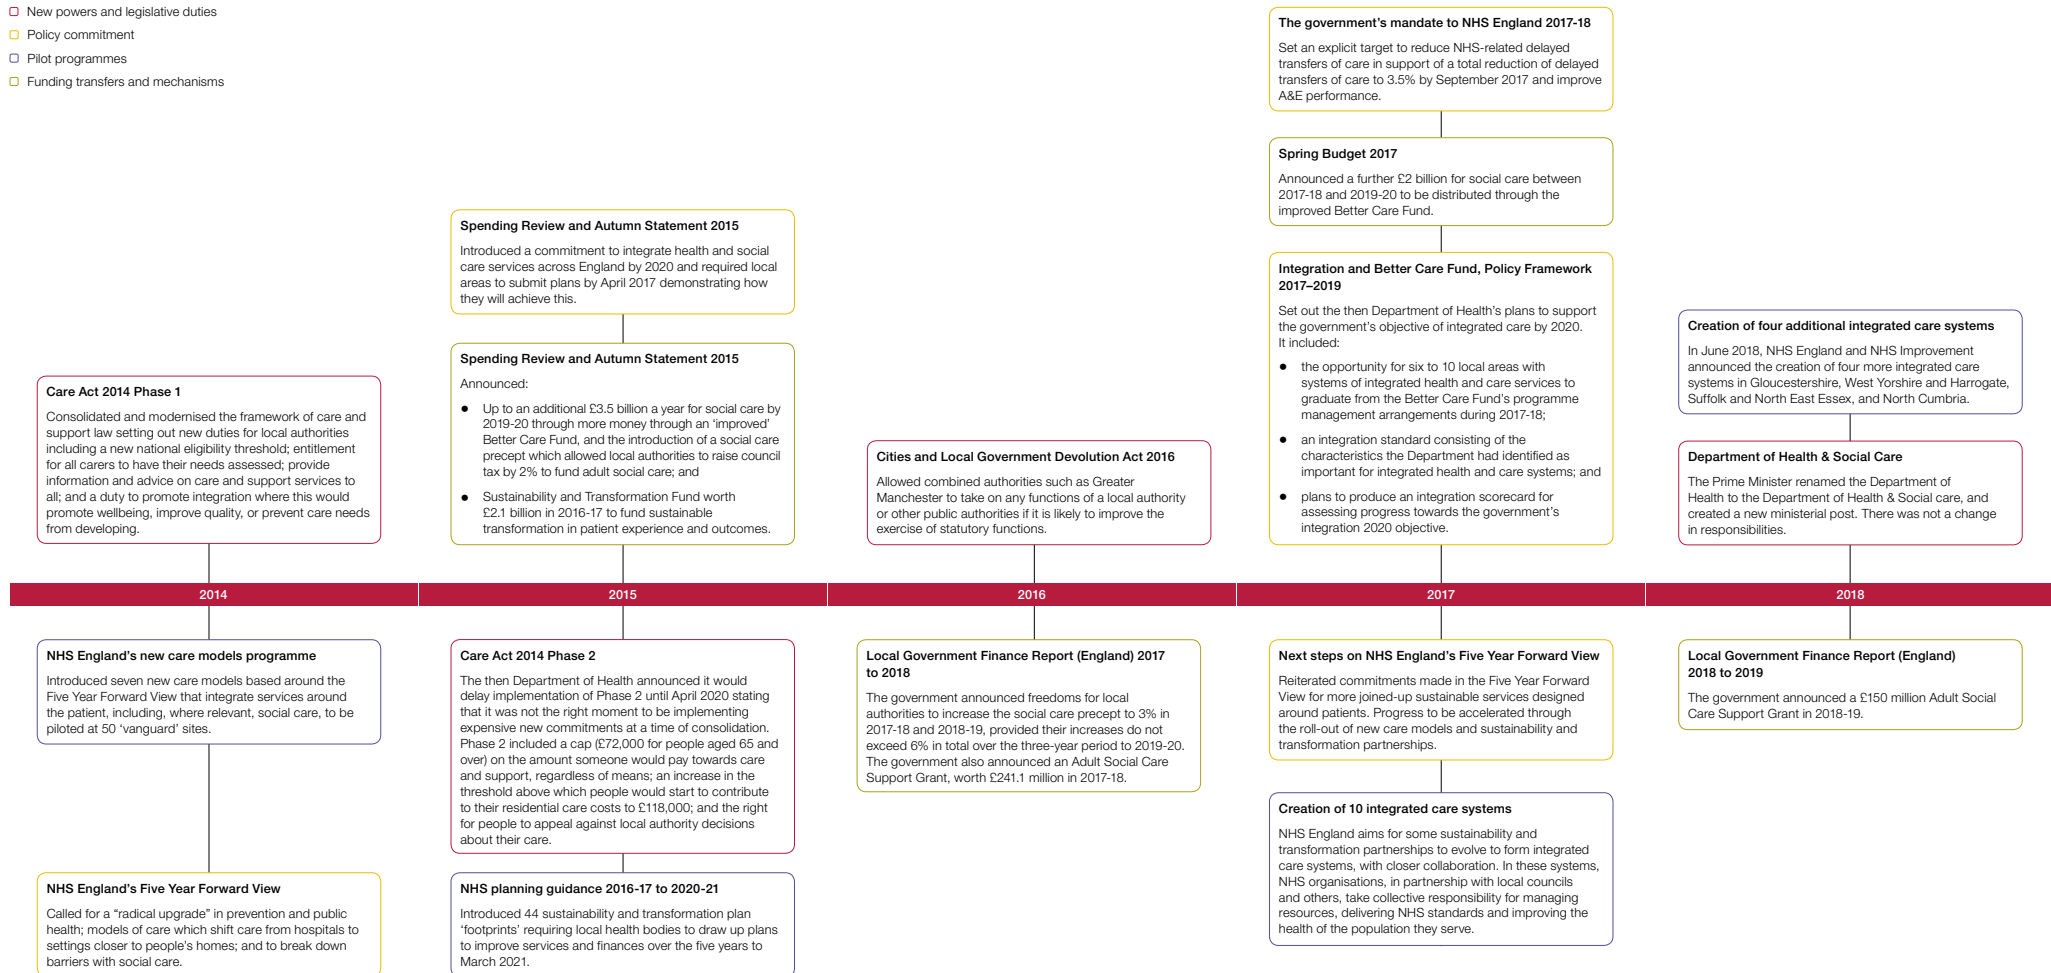 New powers and legislative duties
Policy commitment
Pilot programmes
Funding transfers and mechanisms
Care Act 2014 Phase 1
Consolidated and modernised the framework of care and
support law setting out new duties for local authorities
including a new national eligibility threshold; entitlement
for all carers to have their needs assessed; provide
information and advice on care and support services to
all; and a duty to promote integration where this would
promote wellbeing, improve quality, or prevent care needs
from developing.
Spending Review and Autumn Statement 2015
Introduced a commitment to integrate health and social
care services across England by 2020 and required local
areas to submit plans by April 2017 demonstrating how
they will achieve this.
Spending Review and Autumn Statement 2015
Announced:
● Up to an additional £3.5 billion a year for social care by
2019-20 through more money through an ‘improved’
Better Care Fund, and the introduction of a social care
precept which allowed local authorities to raise council
tax by 2% to fund adult social care; and
● Sustainability and Transformation Fund worth
£2.1 billion in 2016-17 to fund sustainable
transformation in patient experience and outcomes.
Cities and Local Government Devolution Act 2016
Allowed combined authorities such as Greater
Manchester to take on any functions of a local authority
or other public authorities if it is likely to improve the
exercise of statutory functions.
The government’s mandate to NHS England 2017-18
Set an explicit target to reduce NHS-related delayed
transfers of care in support of a total reduction of delayed
transfers of care to 3.5% by September 2017 and improve
A&E performance.
Spring Budget 2017
Announced a further £2 billion for social care between
2017-18 and 2019-20 to be distributed through the
improved Better Care Fund.
Integration and Better Care Fund, Policy Framework
2017–2019
Set out the then Department of Health’s plans to support
the government’s objective of integrated care by 2020.
It included:
● the opportunity for six to 10 local areas with
systems of integrated health and care services to
graduate from the Better Care Fund’s programme
management arrangements during 2017-18;
● an integration standard consisting of the
characteristics the Department had identified as
important for integrated health and care systems; and
● plans to produce an integration scorecard for
assessing progress towards the government’s
integration 2020 objective.
Creation of four additional integrated care systems
In June 2018, NHS England and NHS Improvement
announced the creation of four more integrated care
systems in Gloucestershire, West Yorkshire and Harrogate,
Suffolk and North East Essex, and North Cumbria.
Department of Health & Social Care
The Prime Minister renamed the Department of
Health to the Department of Health & Social care, and
created a new ministerial post. There was not a change
in responsibilities.
2014
2015
2016
2017
2018
NHS England’s new care models programme
Introduced seven new care models based around the
Five Year Forward View that integrate services around
the patient, including, where relevant, social care, to be
piloted at 50 ‘vanguard’ sites.
NHS England’s Five Year Forward View
Called for a “radical upgrade” in prevention and public
health; models of care which shift care from hospitals to
settings closer to people’s homes; and to break down
barriers with social care.
Care Act 2014 Phase 2
The then Department of Health announced it would
delay implementation of Phase 2 until April 2020 stating
that it was not the right moment to be implementing
expensive new commitments at a time of consolidation.
Phase 2 included a cap (£72,000 for people aged 65 and
over) on the amount someone would pay towards care
and support, regardless of means; an increase in the
threshold above which people would start to contribute
to their residential care costs to £118,000; and the right
for people to appeal against local authority decisions
about their care.
NHS planning guidance 2016-17 to 2020-21
Introduced 44 sustainability and transformation plan
‘footprints’ requiring local health bodies to draw up plans
to improve services and finances over the five years to
March 2021.
Local Government Finance Report (England) 2017
to 2018
The government announced freedoms for local
authorities to increase the social care precept to 3% in
2017-18 and 2018-19, provided their increases do not
exceed 6% in total over the three-year period to 2019-20.
The government also announced an Adult Social Care
Support Grant, worth £241.1 million in 2017-18.
Next steps on NHS England’s Five Year Forward View
Reiterated commitments made in the Five Year Forward
View for more joined-up sustainable services designed
around patients. Progress to be accelerated through
the roll-out of new care models and sustainability and
transformation partnerships.
Creation of 10 integrated care systems
NHS England aims for some sustainability and
transformation partnerships to evolve to form integrated
care systems, with closer collaboration. In these systems,
NHS organisations, in partnership with local councils
and others, take collective responsibility for managing
resources, delivering NHS standards and improving the
health of the population they serve.
Local Government Finance Report (England)
2018 to 2019
The government announced a £150 million Adult Social
Care Support Grant in 2018-19.